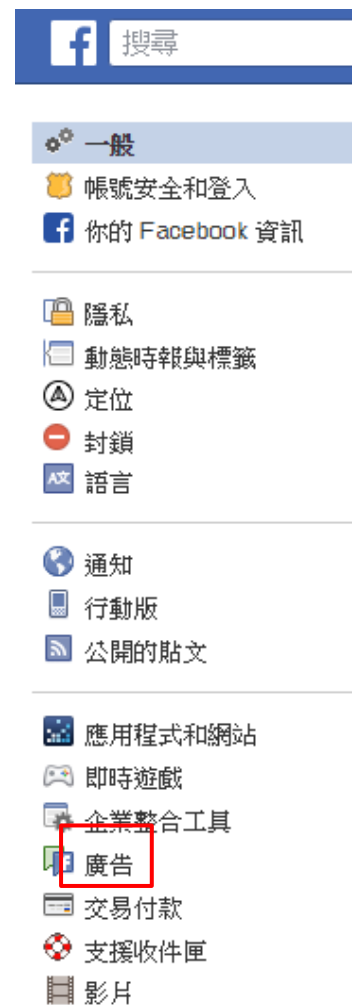 搜尋
一般
帳號安全和登入
你的 Facebook 資訊
隱私
動態時報與標籤
定位
封鎖
語言
通知
行動版
公開的貼文
應用程式和網站
即時遊戲
企業整合工具
廣告
交易付款
支援收件匣
影片